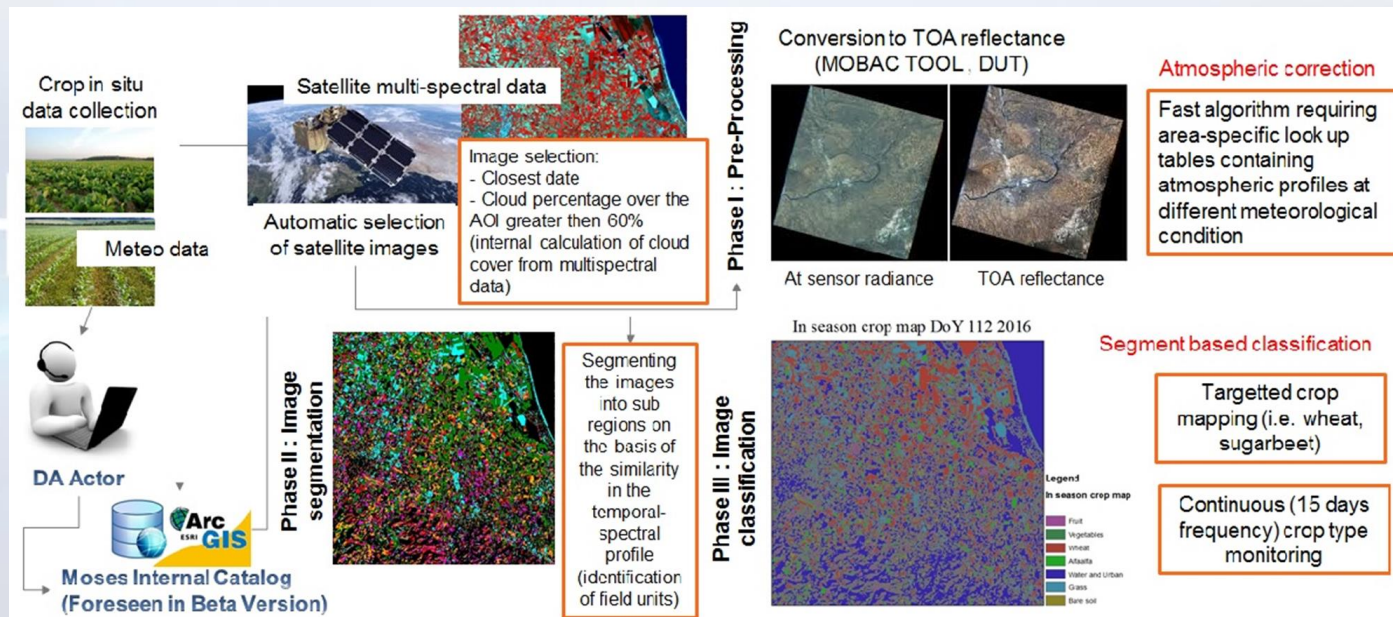 Crop in situ
data collection
Meteo data
DA Actor
Arc
ESRI GIS
Moses Internal Catalog
(Foreseen in Beta Version)
Satellite multi-spectral data
Automatic selection
of satellite images
Image selection:
- Closest date
- Cloud percentage over the
AOI greater then 60%
(internal calculation of cloud
cover from multispectral
data)
Phase I : Pre-Processing
Conversion to TOA reflectance
(MOBAC TOOL , DUT)
At sensor radiance
TOA reflectance
Atmospheric correction
Fast algorithm requiring
area-specific look up
tables containing
atmospheric profiles at
different meteorological
condition
Phase II : Image
segmentation
Segmenting
the images
into sub
regions on
the basis of
the similarity
in the
temporal-
spectral
profile
(identification
of field units)
Phase III : Image
classification
In season crop map DoY 112 2016
Legend
In season crop map
Fruit
Vegetables
Wheat
Alfaalfa
Water and Urban
Glass
Bare soil
Segment based classification
Targetted crop
mapping (i.e. wheat,
sugarbeet)
Continuous (15 days
frequency) crop type
monitoring